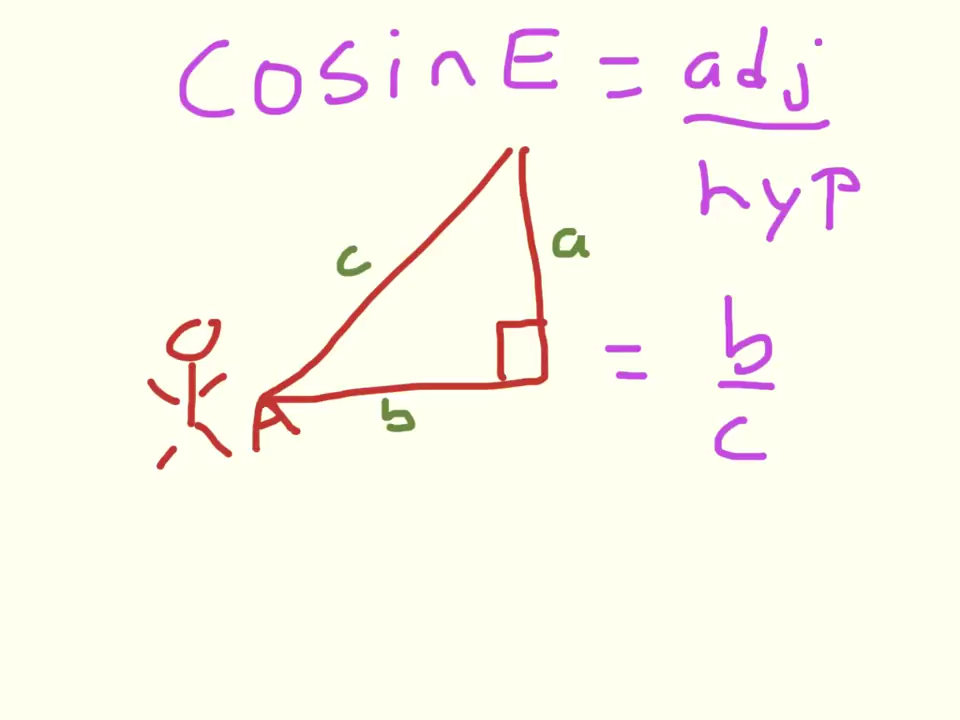 COSinE = adj
hyp
c
a
= b
c
A
b